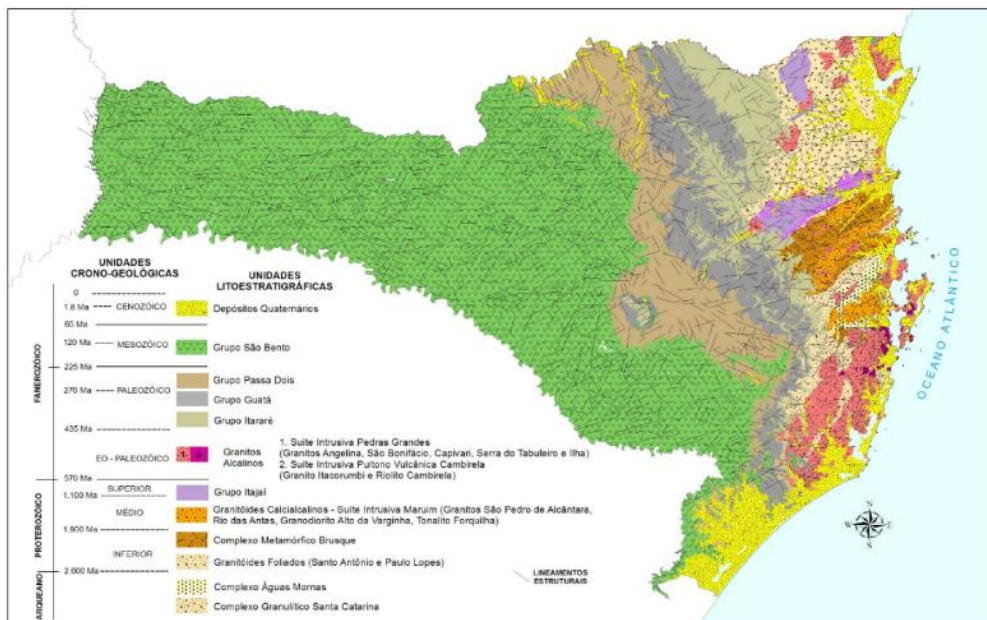 UNIDADES
CRONO-GEOLÓGICAS
UNIDADES
LITOESTRATIGRÁFICAS
0
1.8 Ma
CENOZÓICO
Depósitos Quaternários
65 Ma
120 Ma
MESOZÓICO
Grupo São Bento
225 Ma
FANEROZÓICO
270 Ma
PALEOZÓICO
Grupo Passa Dois
Grupo Guatá
Grupo Itararé
435 Ma
EO - PALEOZÓICO
1.
2.
Granitos
Alcalinos
1. Suíte Intrusiva Pedras Grandes
(Granitos Angelina, São Bonifácio, Capivari, Serra do Tabuleiro e Ilha)
2. Suíte Intrusiva Plutono Vulcânica Cambirela
(Granito Itacorumbi e Riolito Cambirela)
570 Ma
SUPERIOR
Grupo Itajaí
1.100 Ma
PROTEROZÓICO
MÉDIO
Granitóides Calcialcalinos - Suíte Intrusiva Maruim (Granitos São Pedro de Alcântara,
Rio das Antas, Granodiorito Alto da Varginha, Tonalito Forquilha)
1.900 Ma
Complexo Metamórfico Brusque
INFERIOR
Granitóides Foliados (Santo Antônio e Paulo Lopes)
2.600 Ma
ARQUEANO
Complexo Águas Mornas
Complexo Granulítico Santa Catarina
LINEAMENTOS
ESTRUTURAIS
OCEANO ATLÂNTICO
N
W
E
S